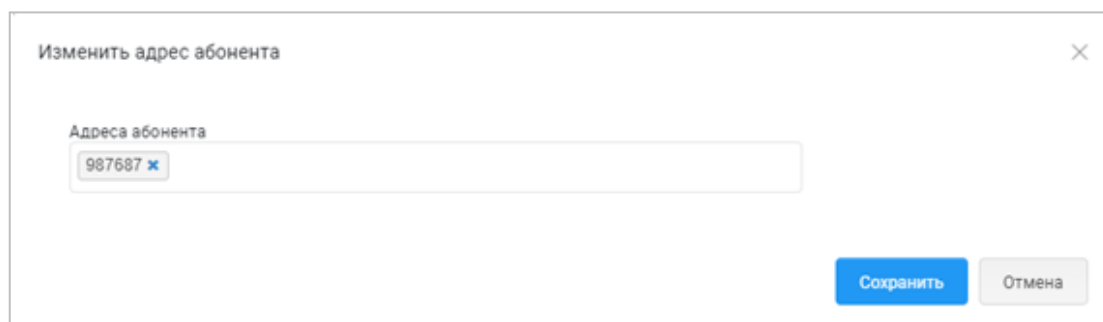 Изменить адрес абонента
Адреса абонента
987687
Сохранить Отмена